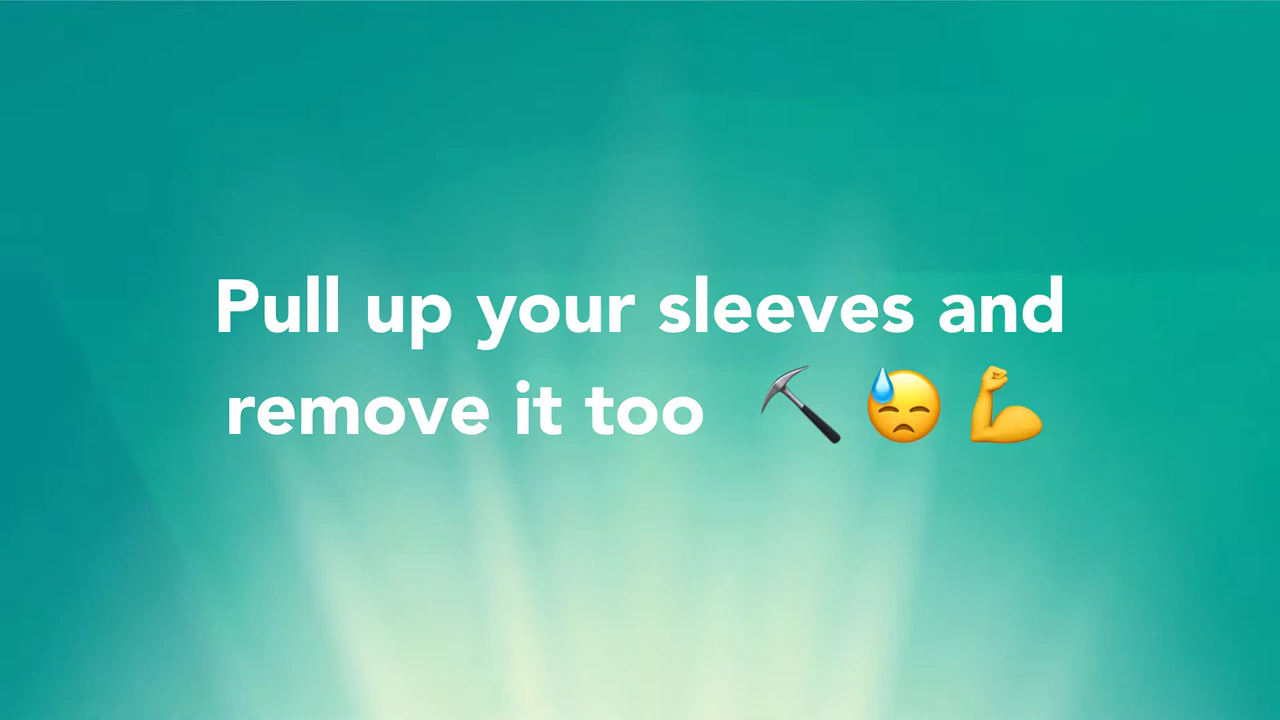 Pull up your sleeves and
remove it too ⛏️ 😓 💪